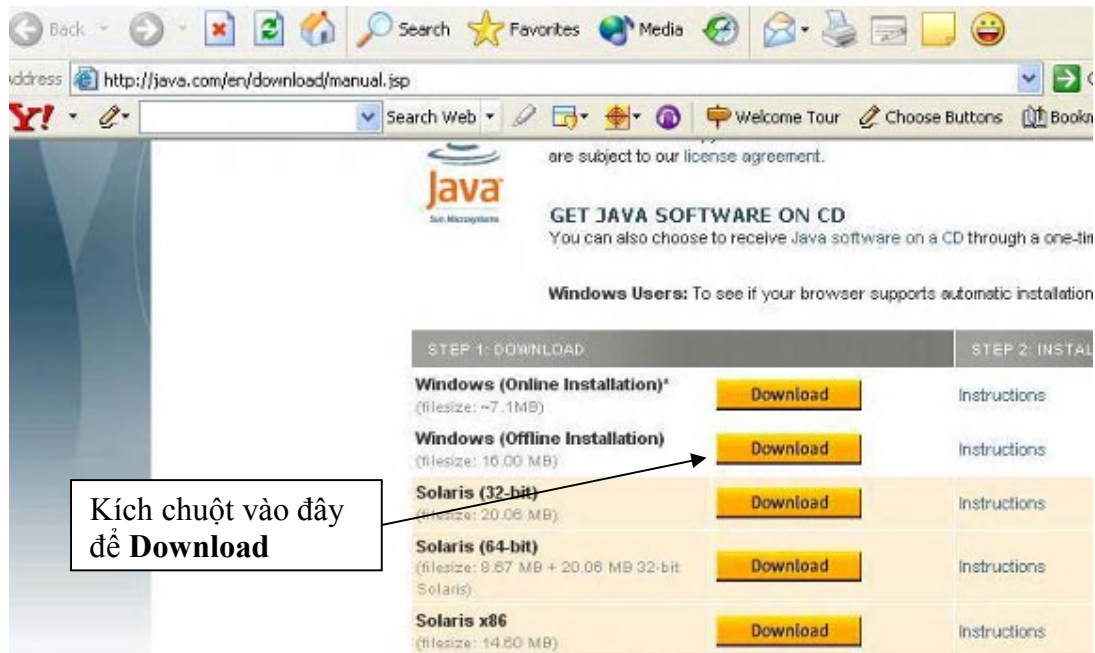 Back Search Favorites Media
http://java.com/en/download/manual.jsp
Y! Search Web Welcome Tour Choose Buttons
are subject to our license agreement.
Java
Sun Microsystems
GET JAVA SOFTWARE ON CD
You can also choose to receive Java software on a CD through a one-
Windows Users: To see if your browser supports automatic installation
STEP 1: DOWNLOAD STEP 2: INSTAL
Windows (Online Installation)* Download Instructions
(filesize: ~7.1MB)
Windows (Offline Installation) Download Instructions
(filesize: 16.00 MB)
Kích chuột vào đây
để Download
Solaris (32-bit) Download Instructions
(filesize: 20.06 MB)
Solaris (64-bit) Download Instructions
(filesize: 9.67 MB + 20.06 MB 32-bit
Solaris)
Solaris x86 Download Instructions
(filesize: 14.60 MB)